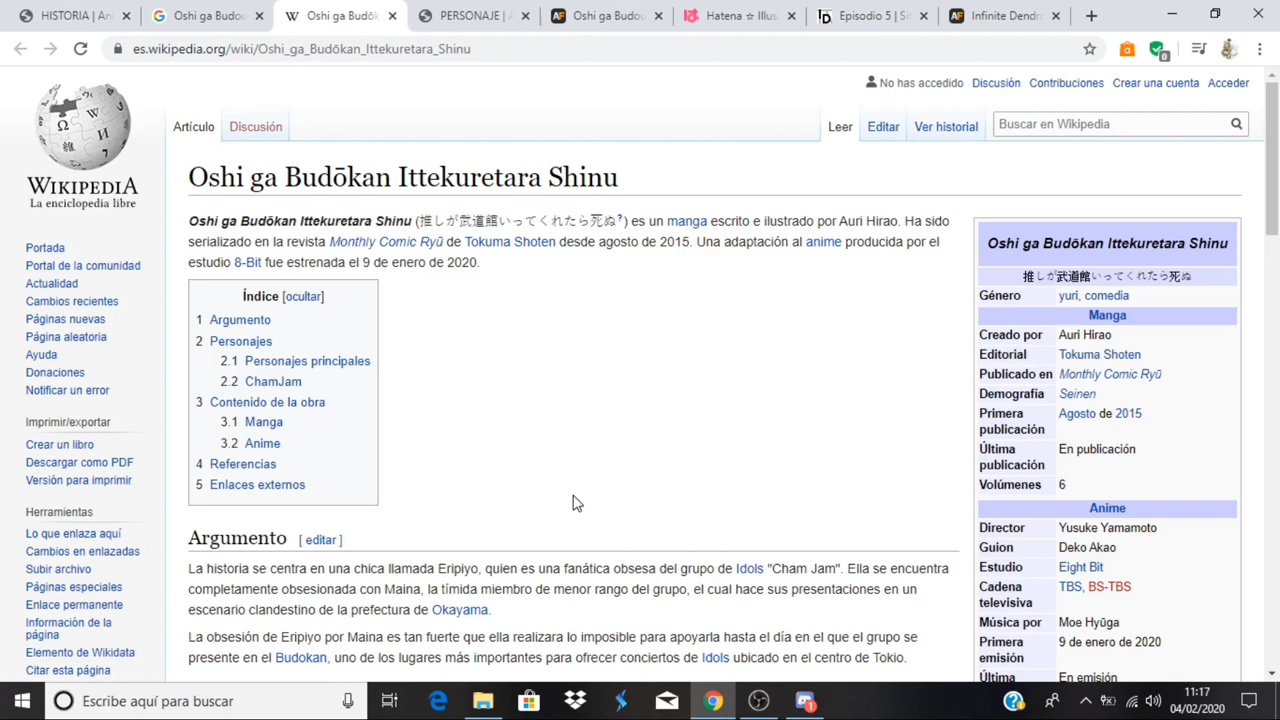 HISTORIA | Ani
Oshi ga Budou
Oshi ga Budōk
PERSONAJE | A
Oshi ga Budou
Hatena ☆ Illus
Episodio 5 | Sit
Infinite Dendro
es.wikipedia.org/wiki/Oshi_ga_Budōkan_Ittekuretara_Shinu
0
WIKIPEDIA
La enciclopedia libre
Portada
Portal de la comunidad
Actualidad
Cambios recientes
Páginas nuevas
Página aleatoria
Ayuda
Donaciones
Notificar un error
Imprimir/exportar
Crear un libro
Descargar como PDF
Versión para imprimir
Herramientas
Lo que enlaza aquí
Cambios en enlazadas
Subir archivo
Páginas especiales
Enlace permanente
Información de la
página
Elemento de Wikidata
Citar esta página
No has accedido Discusión Contribuciones Crear una cuenta Acceder
Artículo Discusión Leer Editar Ver historial Buscar en Wikipedia
Oshi ga Budōkan Ittekuretara Shinu
Oshi ga Budōkan Ittekuretara Shinu (推しが武道館いってくれたら死ぬ?) es un manga escrito e ilustrado por Auri Hirao. Ha sido
serializado en la revista Monthly Comic Ryū de Tokuma Shoten desde agosto de 2015. Una adaptación al anime producida por el
estudio 8-Bit fue estrenada el 9 de enero de 2020.
Índice [ocultar]
1 Argumento
2 Personajes
2.1 Personajes principales
2.2 ChamJam
3 Contenido de la obra
3.1 Manga
3.2 Anime
4 Referencias
5 Enlaces externos
Argumento [ editar ]
La historia se centra en una chica llamada Eripiyo, quien es una fanática obsesa del grupo de Idols "Cham Jam". Ella se encuentra
completamente obsesionada con Maina, la tímida miembro de menor rango del grupo, el cual hace sus presentaciones en un
escenario clandestino de la prefectura de Okayama.
La obsesión de Eripiyo por Maina es tan fuerte que ella realizara lo imposible para apoyarla hasta el día en el que el grupo se
presente en el Budokan, uno de los lugares más importantes para ofrecer conciertos de Idols ubicado en el centro de Tokio.
Oshi ga Budōkan Ittekuretara Shinu
推しが武道館いってくれたら死ぬ
Género yuri, comedia
Manga
Creado por Auri Hirao
Editorial Tokuma Shoten
Publicado en Monthly Comic Ryū
Demografía Seinen
Primera publicación Agosto de 2015
Última publicación En publicación
Volúmenes 6
Anime
Director Yusuke Yamamoto
Guion Deko Akao
Estudio Eight Bit
Cadena televisiva TBS, BS-TBS
Música por Moe Hyūga
Primera emisión 9 de enero de 2020
Última En emisión
Escribe aquí para buscar
11:17
04/02/2020